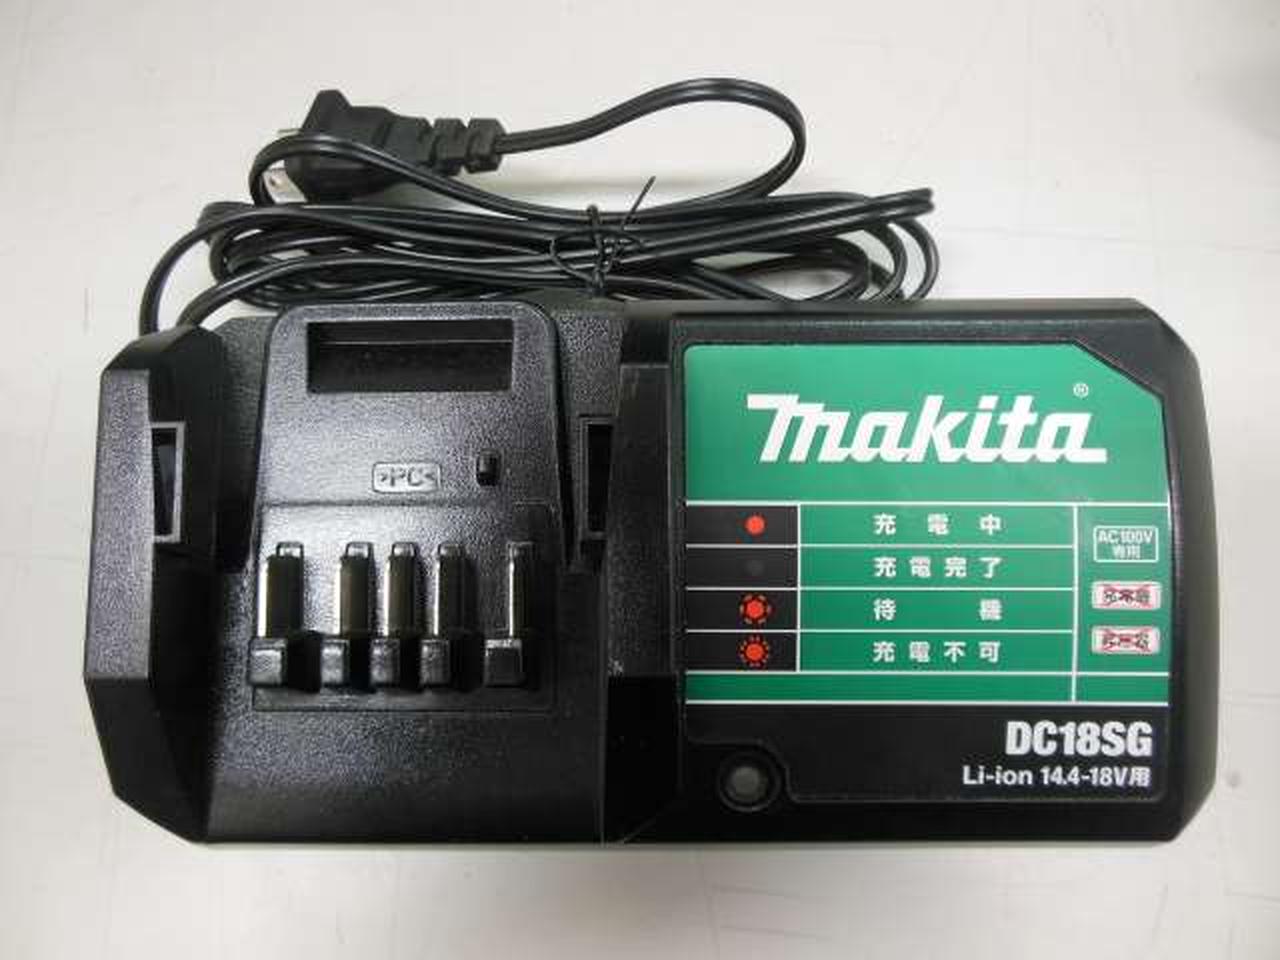 makita®
充電中
AC100V
専用
充電完了
待機
充電不可
DC18SG
Li-ion 14.4-18V用
>PC<